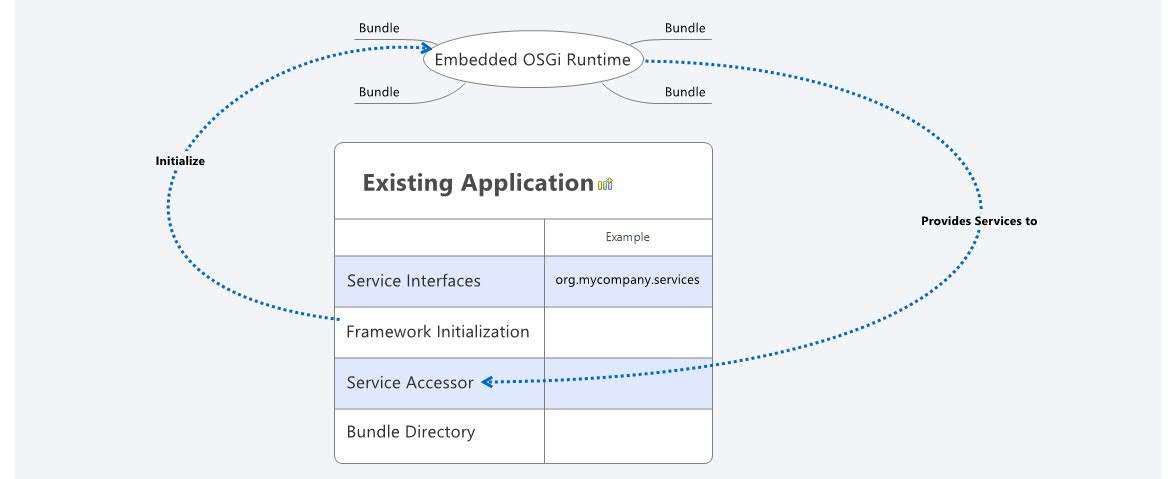 Bundle
Bundle
Embedded OSGi Runtime
Bundle
Bundle
Initialize
Existing Application
Provides Services to
Example
Service Interfaces
org.mycompany.services
Framework Initialization
Service Accessor
Bundle Directory